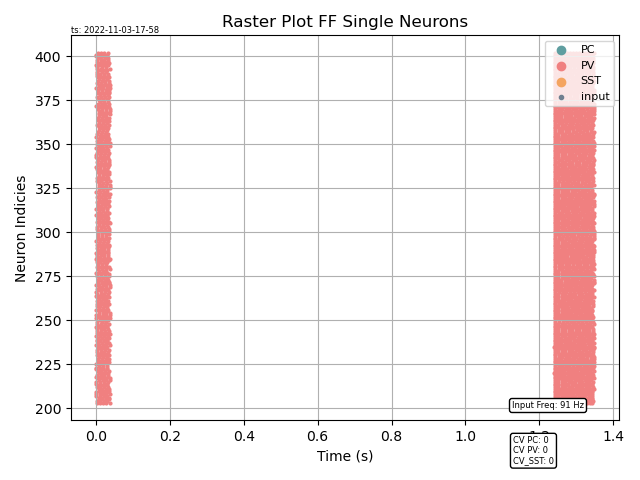 Raster Plot FF Single Neurons
ts: 2022-11-03-17-58
PC
PV
SST
input
400
375
350
325
300
275
250
225
200
Neuron Indicies
Input Freq: 91 Hz
0.0 0.2 0.4 0.6 0.8 1.0 1.2 1.4
Time (s)
CV PC: 0
CV PV: 0
CV_SST: 0